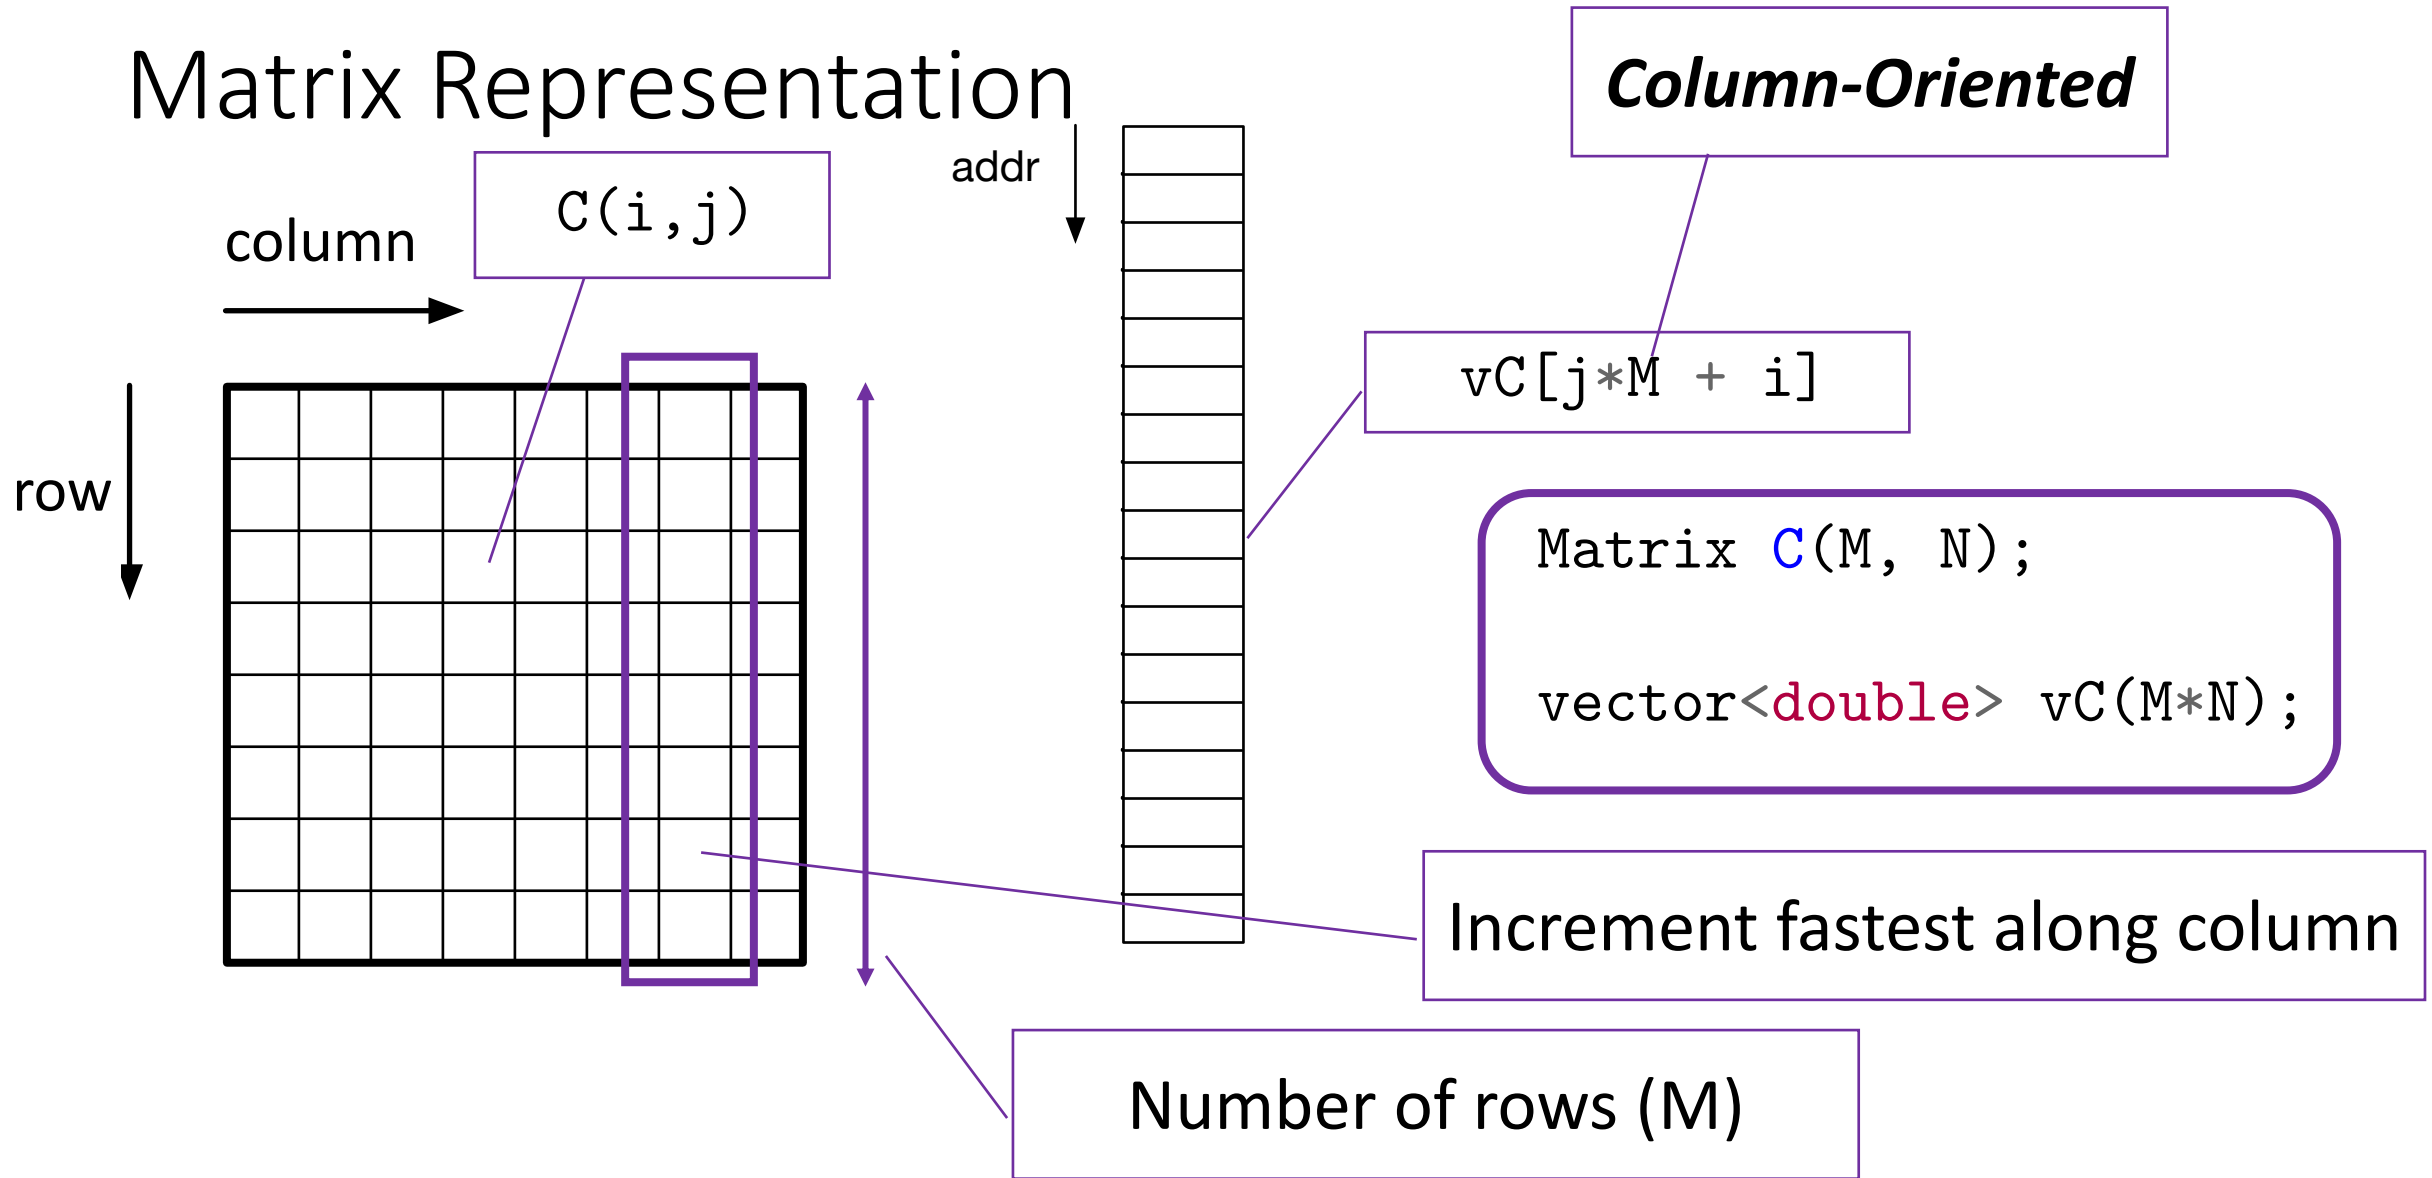 Matrix Representation
Column-Oriented
addr
C(i,j)
column
vC[j*M + i]
row
Matrix C(M, N);
vector<double> vC(M*N);
Increment fastest along column
Number of rows (M)